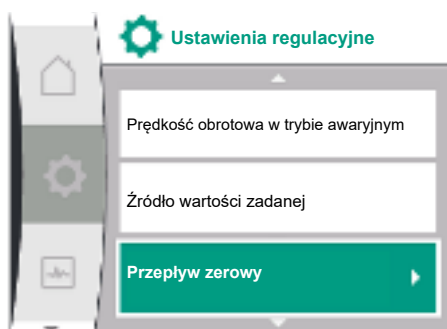 Ustawienia regulacyjne
Prędkość obrotowa w trybie awaryjnym
Źródło wartości zadanej
Przepływ zerowy